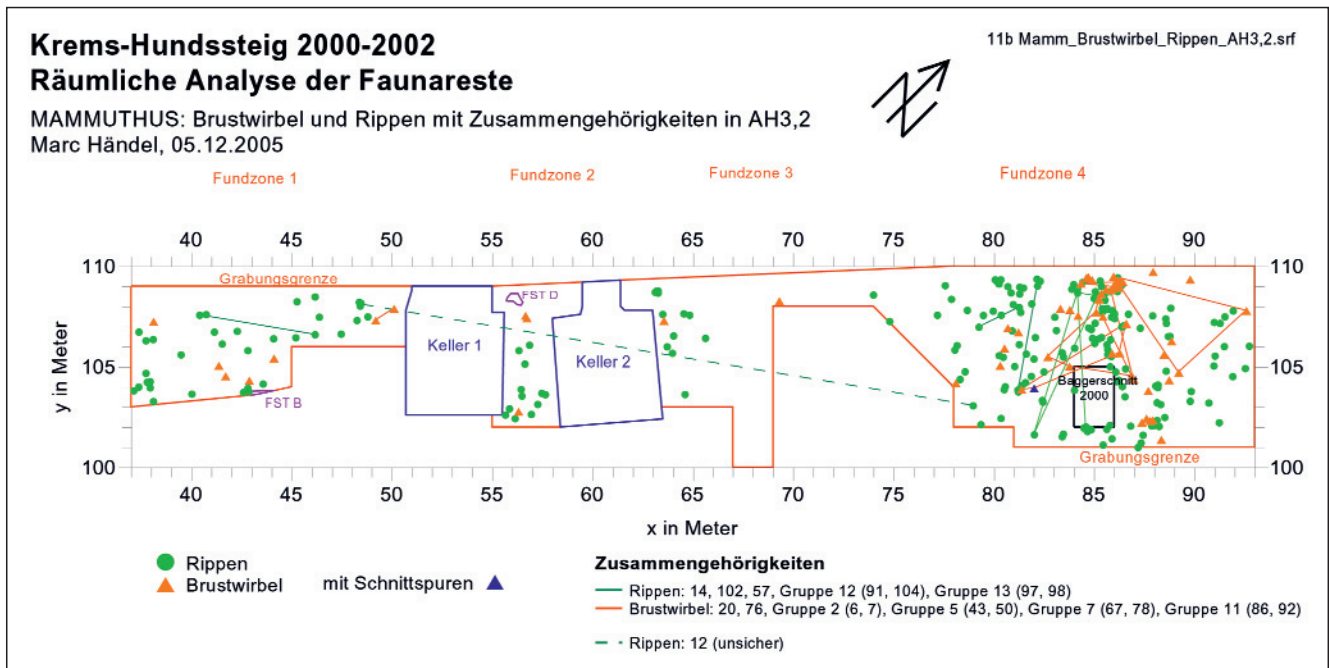 Krems-Hundssteig 2000-2002
11b Mamm_Brustwirbel_Rippen_AH3,2.srf
Räumliche Analyse der Faunareste
MAMMUTHUS: Brustwirbel und Rippen mit Zusammengehörigkeiten in AH3,2
Marc Händel, 05.12.2005
N
Fundzone 1 Fundzone 2 Fundzone 3 Fundzone 4
40 45 50 55 60 65 70 75 80 85 90
110 110
Grabungsgrenze
FST D
Keller 1
Keller 2
y in Meter
105 105
y in Meter
Baggerschnitt
2000
FST B
Grabungsgrenze
100 100
40 45 50 55 60 65 70 75 80 85 90
x in Meter
Rippen
Brustwirbel
mit Schnittspuren
Zusammengehörigkeiten
Rippen: 14, 102, 57, Gruppe 12 (91, 104), Gruppe 13 (97, 98)
Brustwirbel: 20, 76, Gruppe 2 (6, 7), Gruppe 5 (43, 50), Gruppe 7 (67, 78), Gruppe 11 (86, 92)
Rippen: 12 (unsicher)